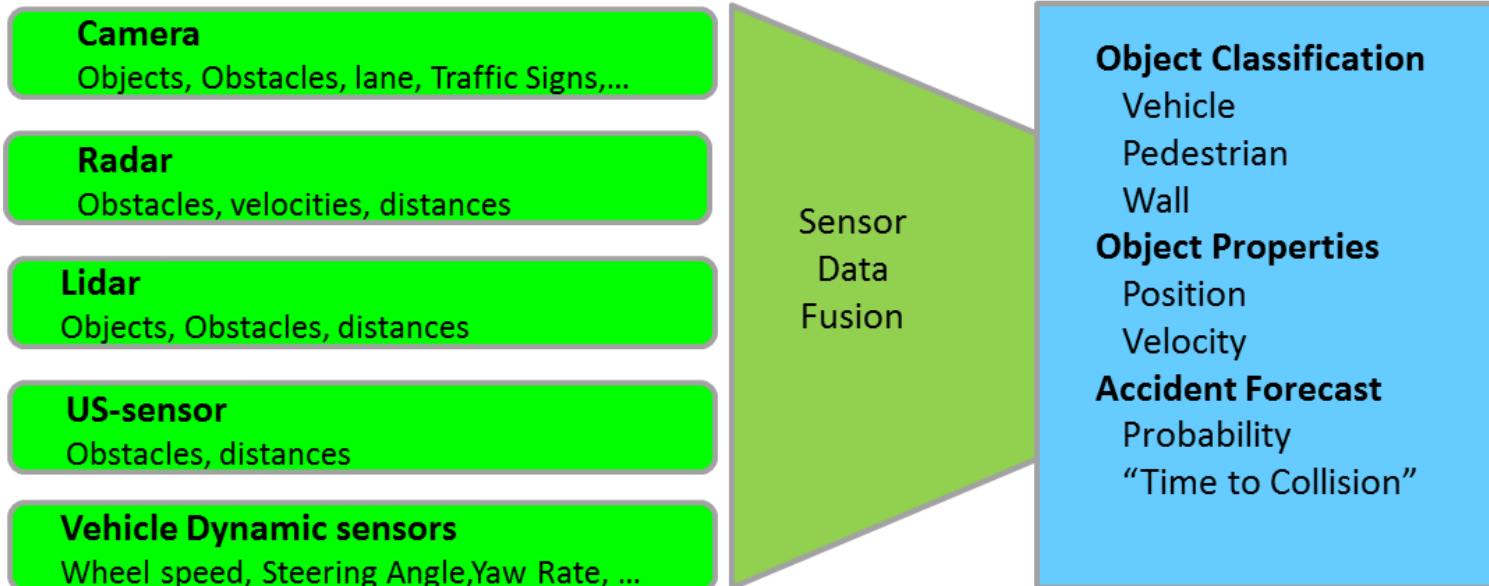 Camera
Objects, Obstacles, lane, Traffic Signs,...
Radar
Obstacles, velocities, distances
Lidar
Objects, Obstacles, distances
US-sensor
Obstacles, distances
Vehicle Dynamic sensors
Wheel speed, Steering Angle,Yaw Rate, ...
Sensor
Data
Fusion
Object Classification
Vehicle
Pedestrian
Wall
Object Properties
Position
Velocity
Accident Forecast
Probability
“Time to Collision”